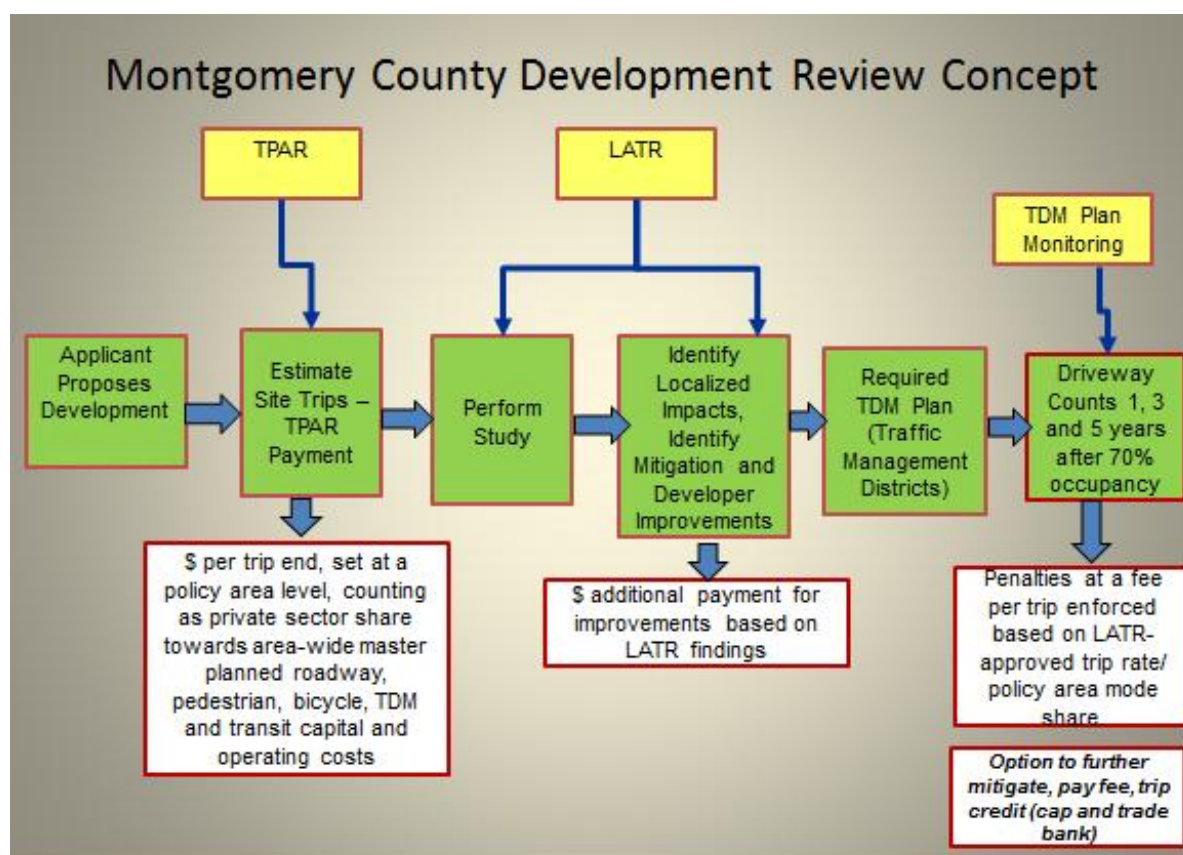 Montgomery County Development Review Concept
TPAR
LATR
TDM Plan
Monitoring
Applicant
Proposes
Development
Estimate
Site Trips –
TPAR
Payment
Perform
Study
Identify
Localized
Impacts,
Identify
Mitigation and
Developer
Improvements
Required
TDM Plan
(Traffic
Management
Districts)
Driveway
Counts 1, 3
and 5 years
after 70%
occupancy
$ per trip end, set at a
policy area level, counting
as private sector share
towards area-wide master
planned roadway,
pedestrian, bicycle, TDM
and transit capital and
operating costs
$ additional payment for
improvements based on
LATR findings
Penalties at a fee
per trip enforced
based on LATR-
approved trip rate/
policy area mode
share
Option to further
mitigate, pay fee, trip
credit (cap and trade
bank)